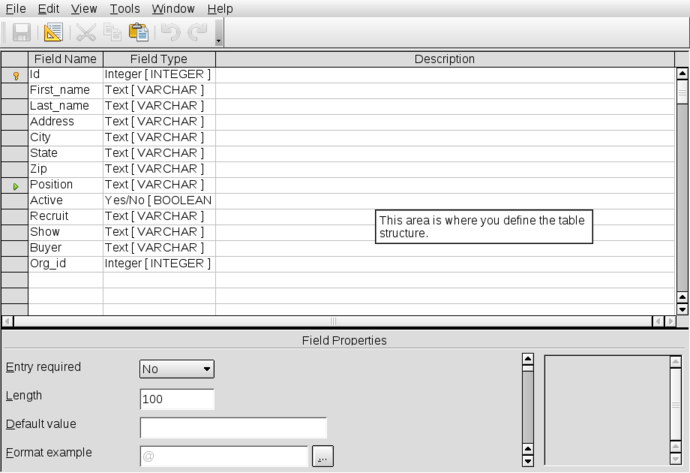 File Edit View Tools Window Help
Field Name Field Type Description
Id Integer [ INTEGER ]
First_name Text [ VARCHAR ]
Last_name Text [ VARCHAR ]
Address Text [ VARCHAR ]
City Text [ VARCHAR ]
State Text [ VARCHAR ]
Zip Text [ VARCHAR ]
Position Text [ VARCHAR ]
Active Yes/No [ BOOLEAN
Recruit Text [ VARCHAR ]
Show Text [ VARCHAR ]
Buyer Text [ VARCHAR ]
Org_id Integer [ INTEGER ]
This area is where you define the table
structure.
Field Properties
Entry required No
Length 100
Default value
Format example @ ...